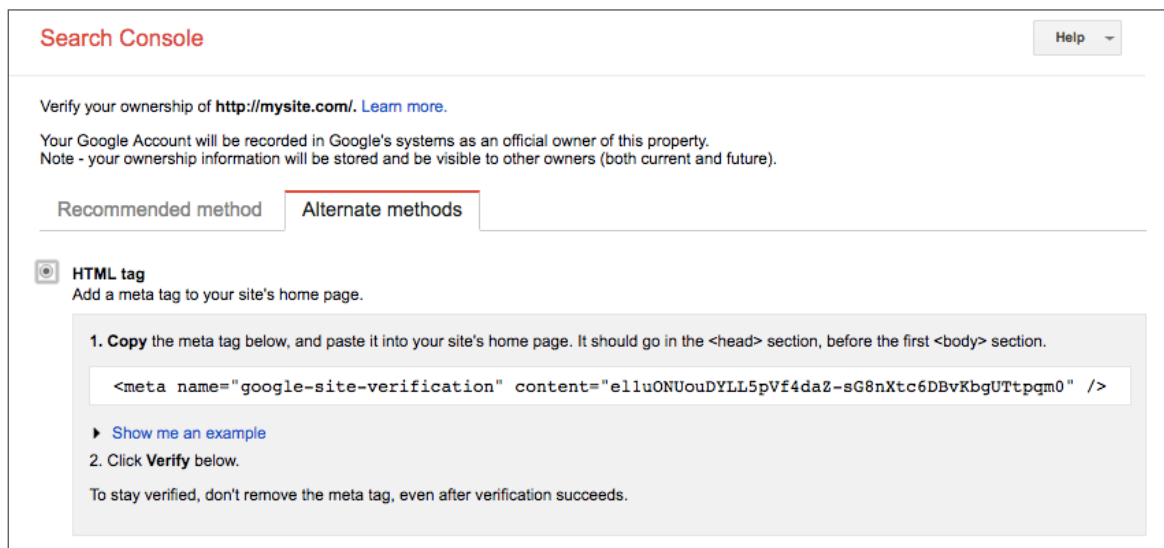 Search Console
Help
Verify your ownership of http://mysite.com/. Learn more.
Your Google Account will be recorded in Google's systems as an official owner of this property.
Note - your ownership information will be stored and be visible to other owners (both current and future).
Recommended method
Alternate methods
HTML tag
Add a meta tag to your site's home page.
1. Copy the meta tag below, and paste it into your site's home page. It should go in the <head> section, before the first <body> section.
<meta name="google-site-verification" content="el1uONUouDYLL5pVf4daZ-sG8nXtc6DBvKbgUTtpqm0" />
Show me an example
2. Click Verify below.
To stay verified, don't remove the meta tag, even after verification succeeds.